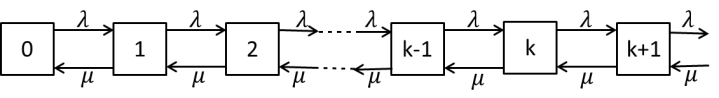 λ λ λ λ λ λ λ
0 1 2 k-1 k k+1
μ μ μ μ μ μ μ